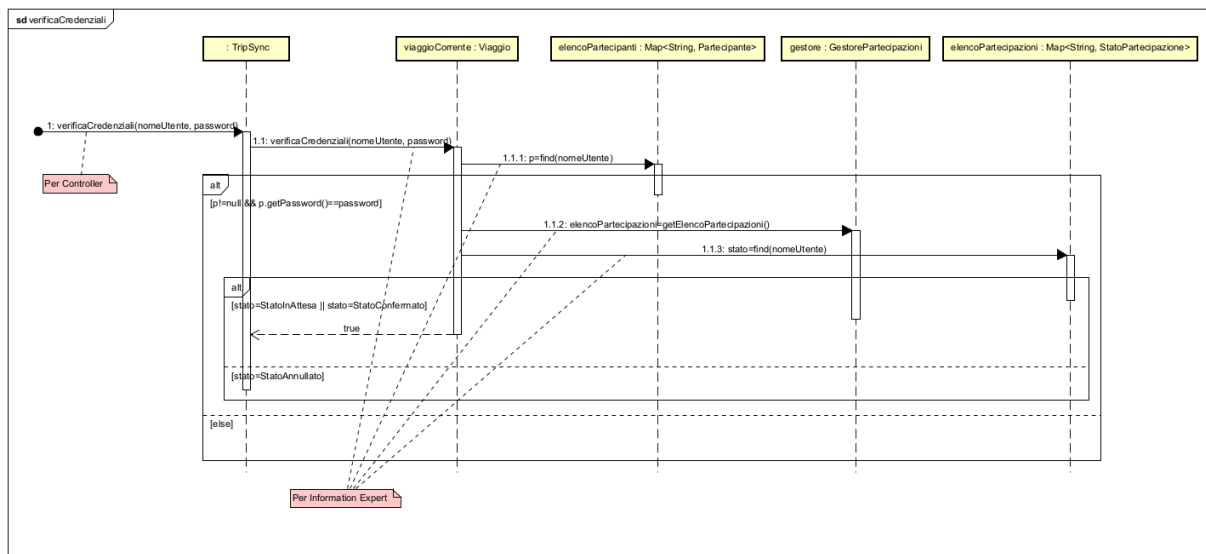 sd verificaCredenziali
: TripSync
viaggioCorrente : Viaggio
elencoPartecipanti : Map<String, Partecipante>
gestore : GestorePartecipazioni
elencoPartecipazioni : Map<String, StatoPartecipazione>
1: verificaCredenziali(nomeUtente, password)
1.1: verificaCredenziali(nomeUtente, password)
1.1.1: p=find(nomeUtente)
Per Controller
alt
[p!=null && p.getPassword()==password]
1.1.2: elencoPartecipazioni=getElencoPartecipazioni()
1.1.3: stato=find(nomeUtente)
alt
[stato=StatoInAttesa || stato=StatoConfermato]
true
[stato=StatoAnnullato]
[else]
Per Information Expert